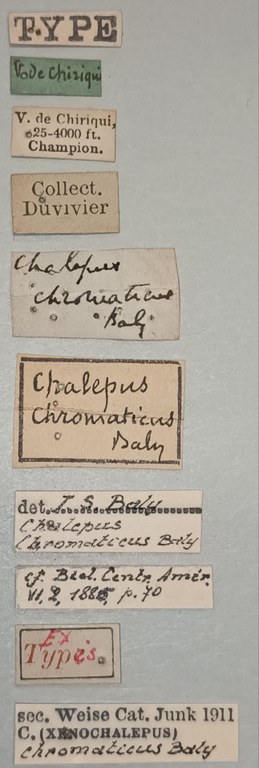 TYPE
V. de Chiriqui
V. de Chiriqui,
25-4000 ft.
Champion.
Collect.
Duvivier
Chalepus
chromaticus
Baly
Chalepus
Chromaticus
Baly
det. J. S. Baly
Chalepus
Chromaticus Baly
cf. Biol. Centr. Amér.
VI, 2, 1885, p. 70
Ex
Typis.
sec. Weise Cat. Junk 1911
C. (XENOCHALEPUS)
chromaticus Baly